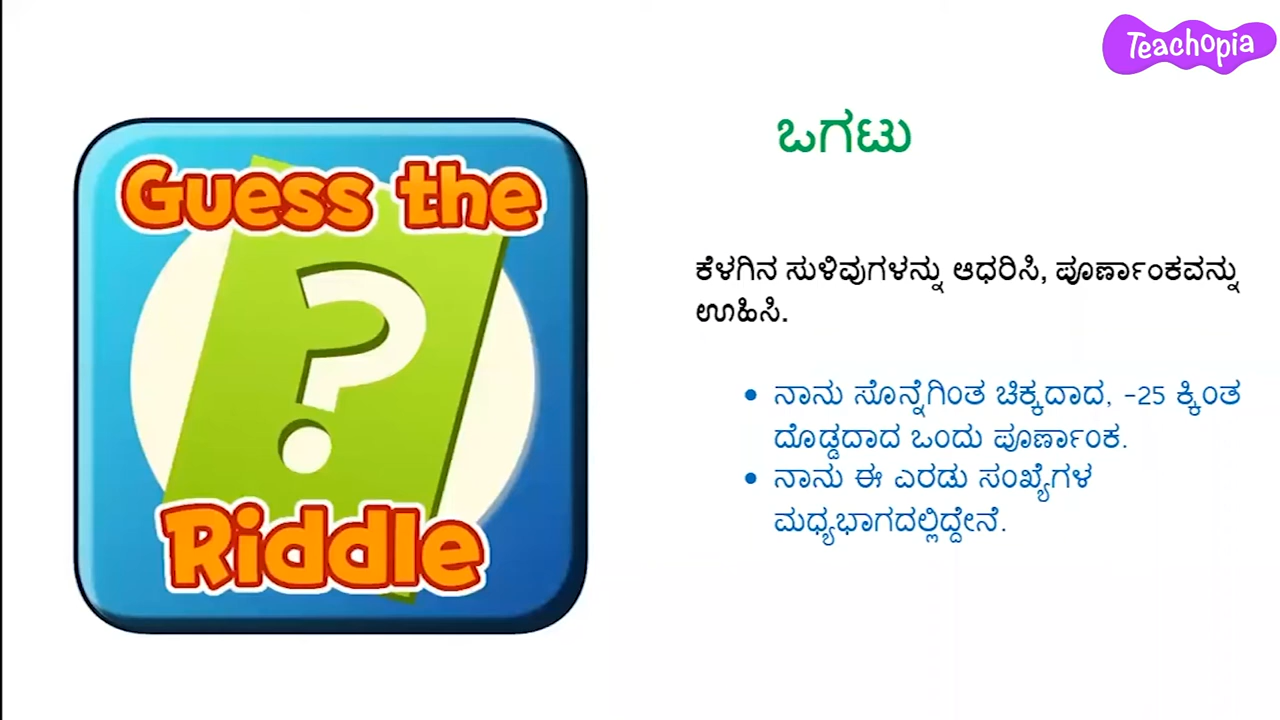 Teachopia
Guess the
?
Riddle
ಒಗಟು
ಕೆಳಗಿನ ಸುಳಿವುಗಳನ್ನು ಆಧರಿಸಿ, ಪೂರ್ಣಾಂಕವನ್ನು
ಊಹಿಸಿ.
• ನಾನು ಸೊನ್ನೆಗಿಂತ ಚಿಕ್ಕದಾದ, -25 ಕ್ಕಿಂತ
ದೊಡ್ಡದಾದ ಒಂದು ಪೂರ್ಣಾಂಕ.
• ನಾನು ಈ ಎರಡು ಸಂಖ್ಯೆಗಳ
ಮಧ್ಯಭಾಗದಲ್ಲಿದ್ದೇನೆ.